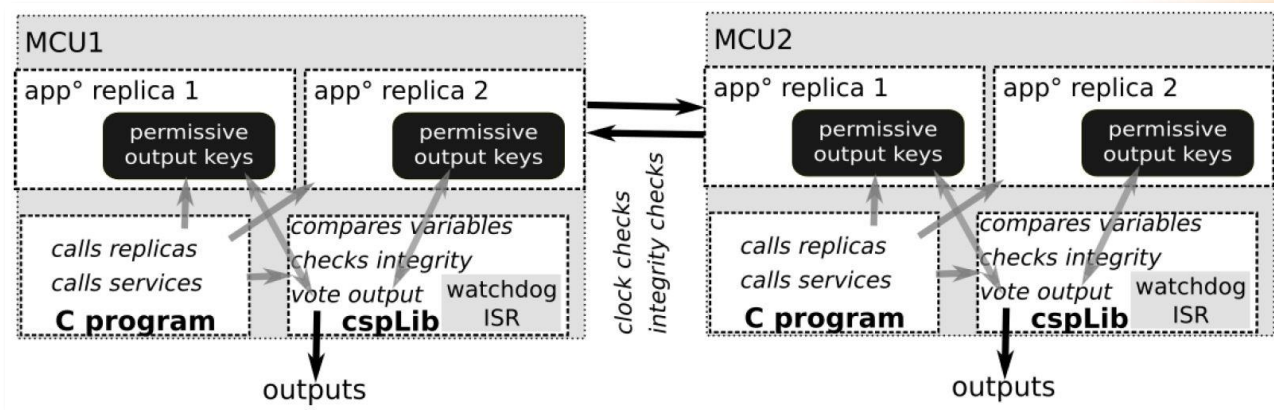 MCU1
app° replica 1
app° replica 2
permissive
output keys
permissive
output keys
calls replicas
calls services
C program
compares variables
checks integrity
vote output
cspLib
watchdog
ISR
outputs
clock checks
integrity checks
MCU2
app° replica 1
app° replica 2
permissive
output keys
permissive
output keys
calls replicas
calls services
C program
compares variables
checks integrity
vote output
cspLib
watchdog
ISR
outputs